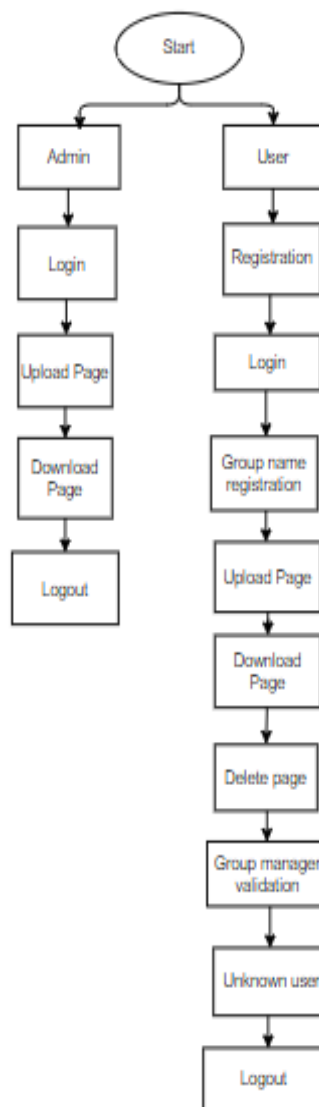 Start
Admin
Login
Upload Page
Download
Page
Logout
User
Registration
Login
Group name
registration
Upload Page
Download
Page
Delete page
Group manager
validation
Unknown user
Logout